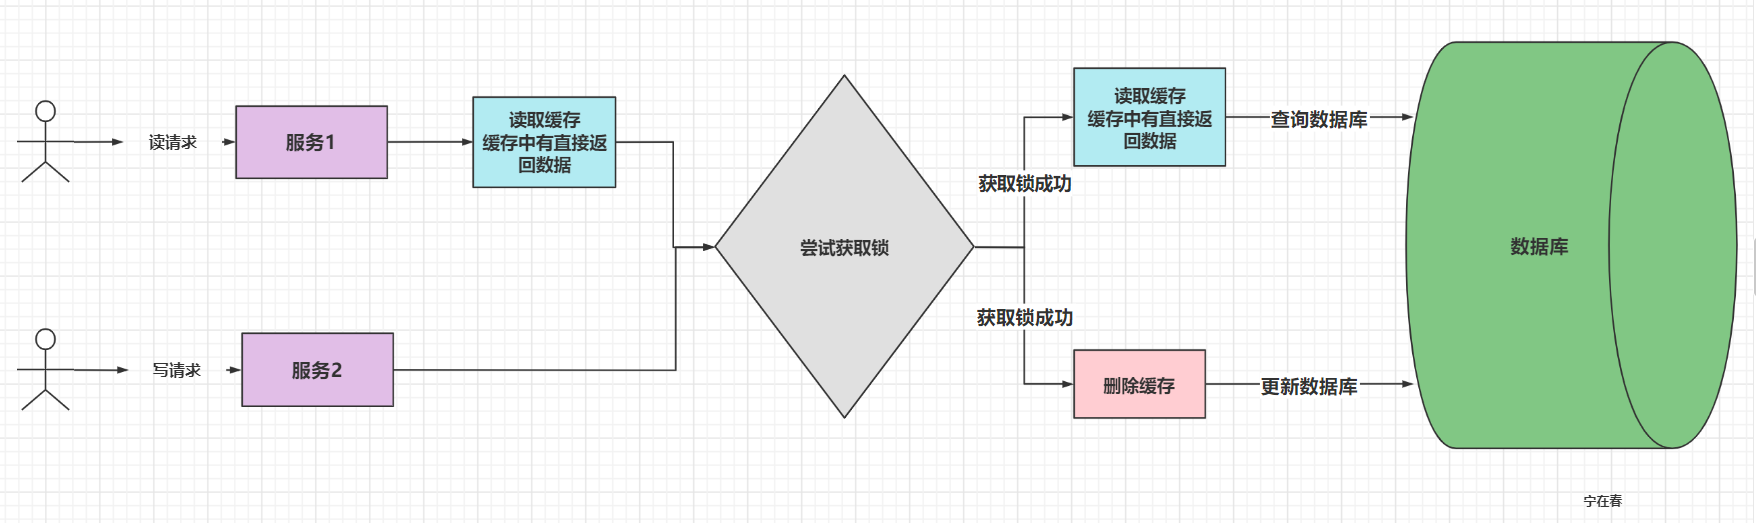 读请求
服务1
读取缓存
缓存中有直接返
回数据
写请求
服务2
尝试获取锁
获取锁成功
读取缓存
缓存中有直接返
回数据
查询数据库
获取锁成功
删除缓存
更新数据库
数据库
宁在春